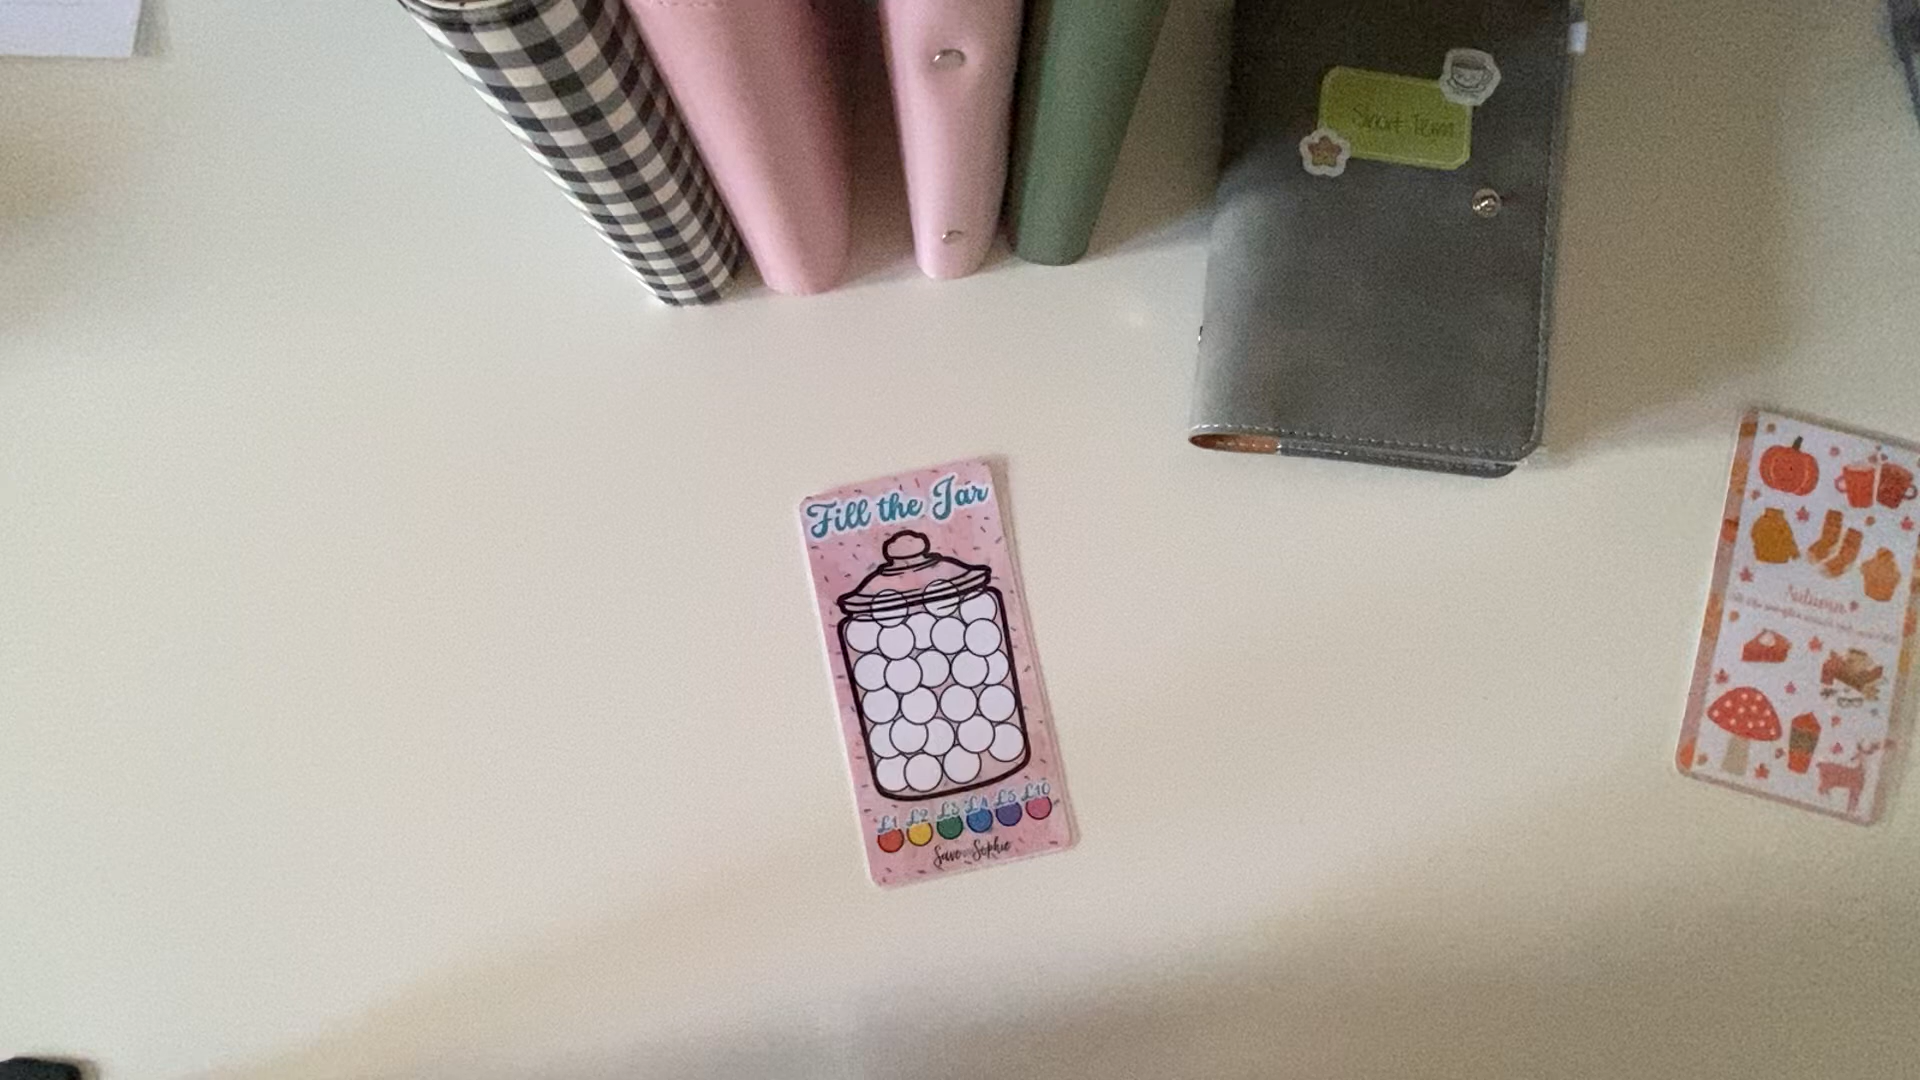 Short Term
Fill the Jar
£1 £2 £3 £4 £5 £10
Save. Sophie
Autumn